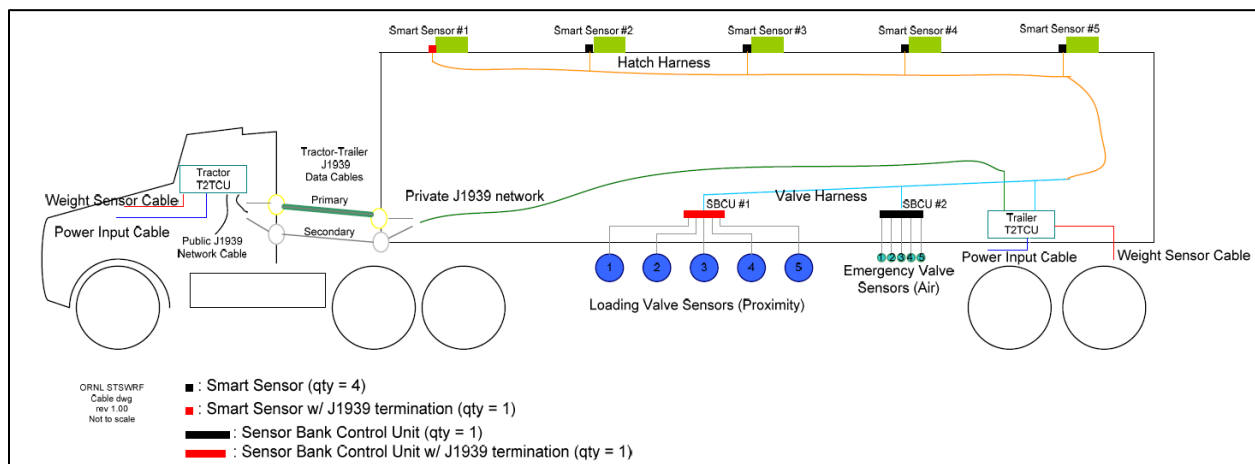 Smart Sensor #1
Smart Sensor #2
Smart Sensor #3
Smart Sensor #4
Smart Sensor #5
Hatch Harness
Tractor-Trailer
J1939
Data Cables
Tractor
T2TCU
Weight Sensor Cable
Primary
Private J1939 network
Valve Harness
SBCU #1
SBCU #2
Power Input Cable
Secondary
Public J1939
Network Cable
Trailer
T2TCU
1 2 3 4 5
1 2 3 4 5
Power Input Cable
Weight Sensor Cable
Emergency Valve
Sensors (Air)
Loading Valve Sensors (Proximity)
ORNL STSWRF
Cable dwg
rev 1.00
Not to scale
: Smart Sensor (qty = 4)
: Smart Sensor w/ J1939 termination (qty = 1)
: Sensor Bank Control Unit (qty = 1)
: Sensor Bank Control Unit w/ J1939 termination (qty = 1)